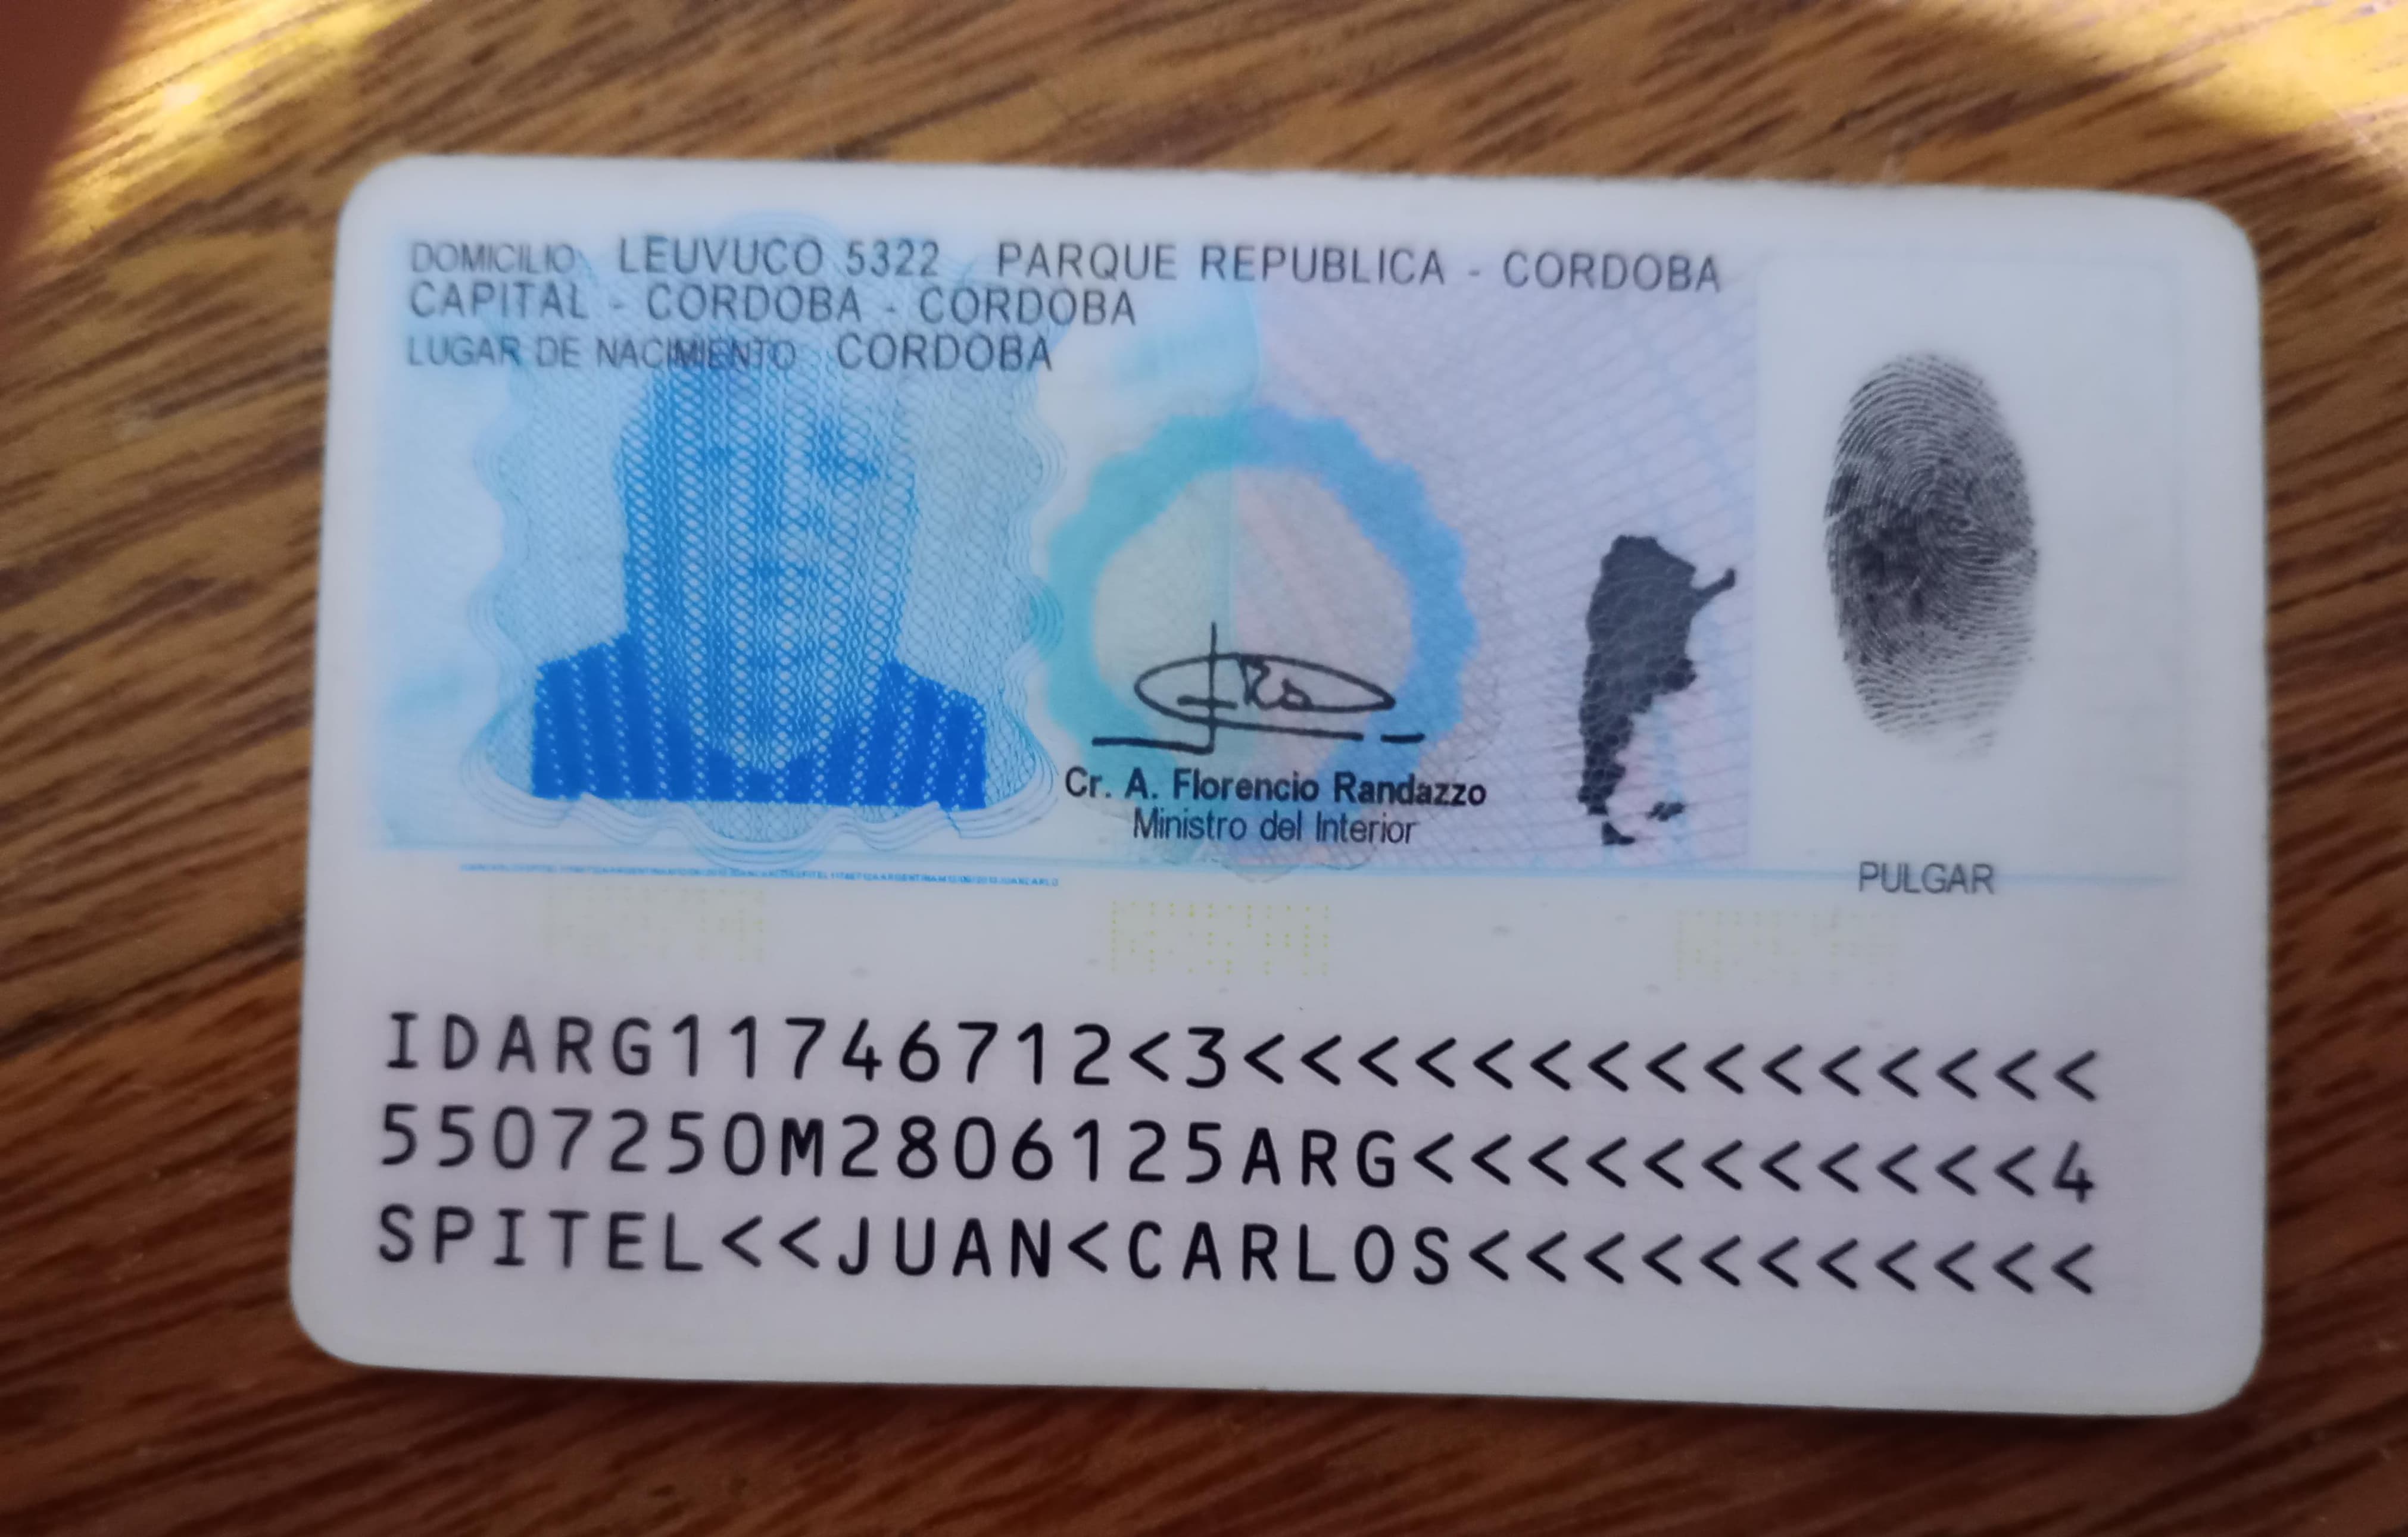 DOMICILIO LEUVUCO 5322 PARQUE REPUBLICA - CORDOBA
CAPITAL - CORDOBA - CORDOBA
LUGAR DE NACIMIENTO CORDOBA
Cr. A. Florencio Randazzo
Ministro del Interior
PULGAR
IDARG11746712<3<<<<<<<<<<<<<<<
5507250M2806125ARG<<<<<<<<<<<4
SPITEL<<JUAN<CARLOS<<<<<<<<<<<